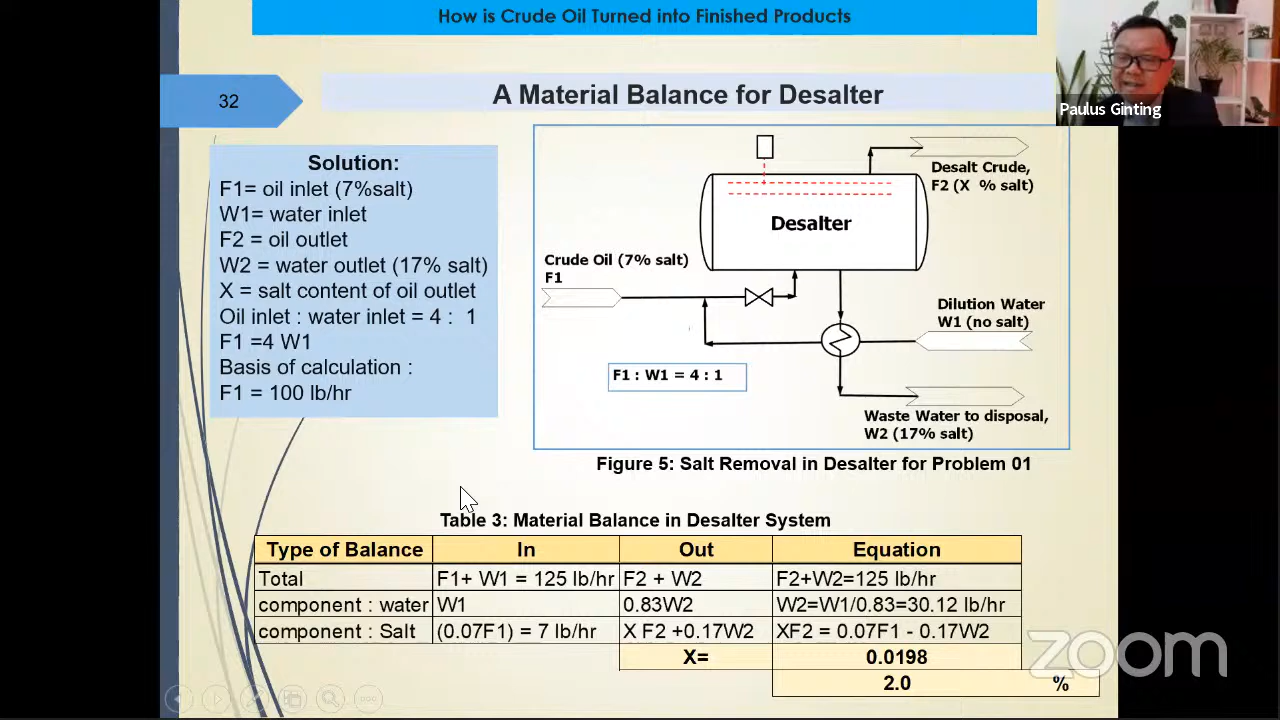 How is Crude Oil Turned into Finished Products
32
A Material Balance for Desalter
Paulus Ginting
Solution:
F1= oil inlet (7%salt)
W1= water inlet
F2 = oil outlet
W2 = water outlet (17% salt)
X = salt content of oil outlet
Oil inlet : water inlet = 4 : 1
F1 =4 W1
Basis of calculation :
F1 = 100 lb/hr
Desalt Crude,
F2 (X % salt)
Desalter
Crude Oil (7% salt)
F1
Dilution Water
W1 (no salt)
F1 : W1 = 4 : 1
Waste Water to disposal,
W2 (17% salt)
Figure 5: Salt Removal in Desalter for Problem 01
Table 3: Material Balance in Desalter System
Type of Balance In Out Equation
Total F1+ W1 = 125 lb/hr F2 + W2 F2+W2=125 lb/hr
component : water W1 0.83W2 W2=W1/0.83=30.12 lb/hr
component : Salt (0.07F1) = 7 lb/hr X F2 +0.17W2 XF2 = 0.07F1 - 0.17W2
X= 0.0198
2.0 %
zoom